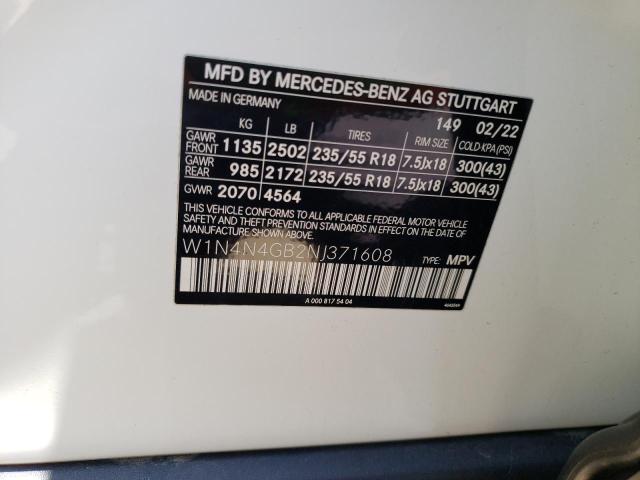 MFD BY MERCEDES-BENZ AG STUTTGART
MADE IN GERMANY 149 02/22
KG LB TIRES RIM SIZE COLD KPA (PSI)
GAWR FRONT 1135 2502 235/55 R18 7.5Jx18 300(43)
GAWR REAR 985 2172 235/55 R18 7.5Jx18 300(43)
GVWR 2070 4564
THIS VEHICLE CONFORMS TO ALL APPLICABLE FEDERAL MOTOR VEHICLE
SAFETY AND THEFT PREVENTION STANDARDS IN EFFECT ON THE DATE OF
MANUFACTURE SHOWN ABOVE.
W1N4N4GB2NJ371608 TYPE: MPV
A 000 817 54 04